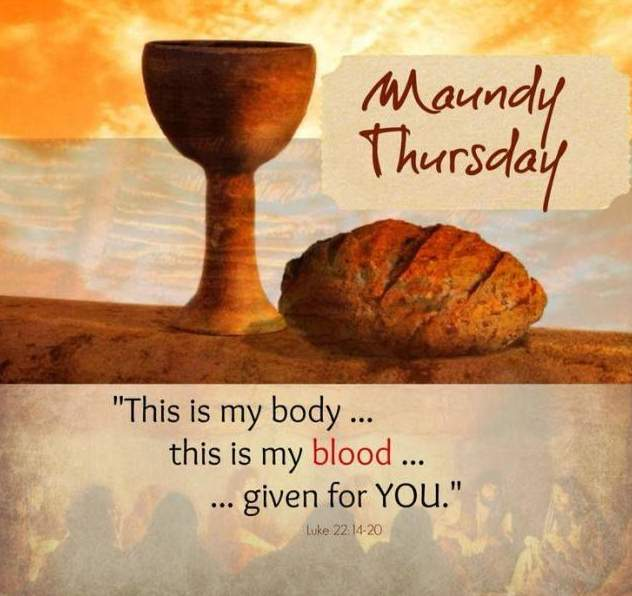 Maundy
Thursday
"This is my body ...
this is my blood ...
... given for YOU."
Luke 22:14-20